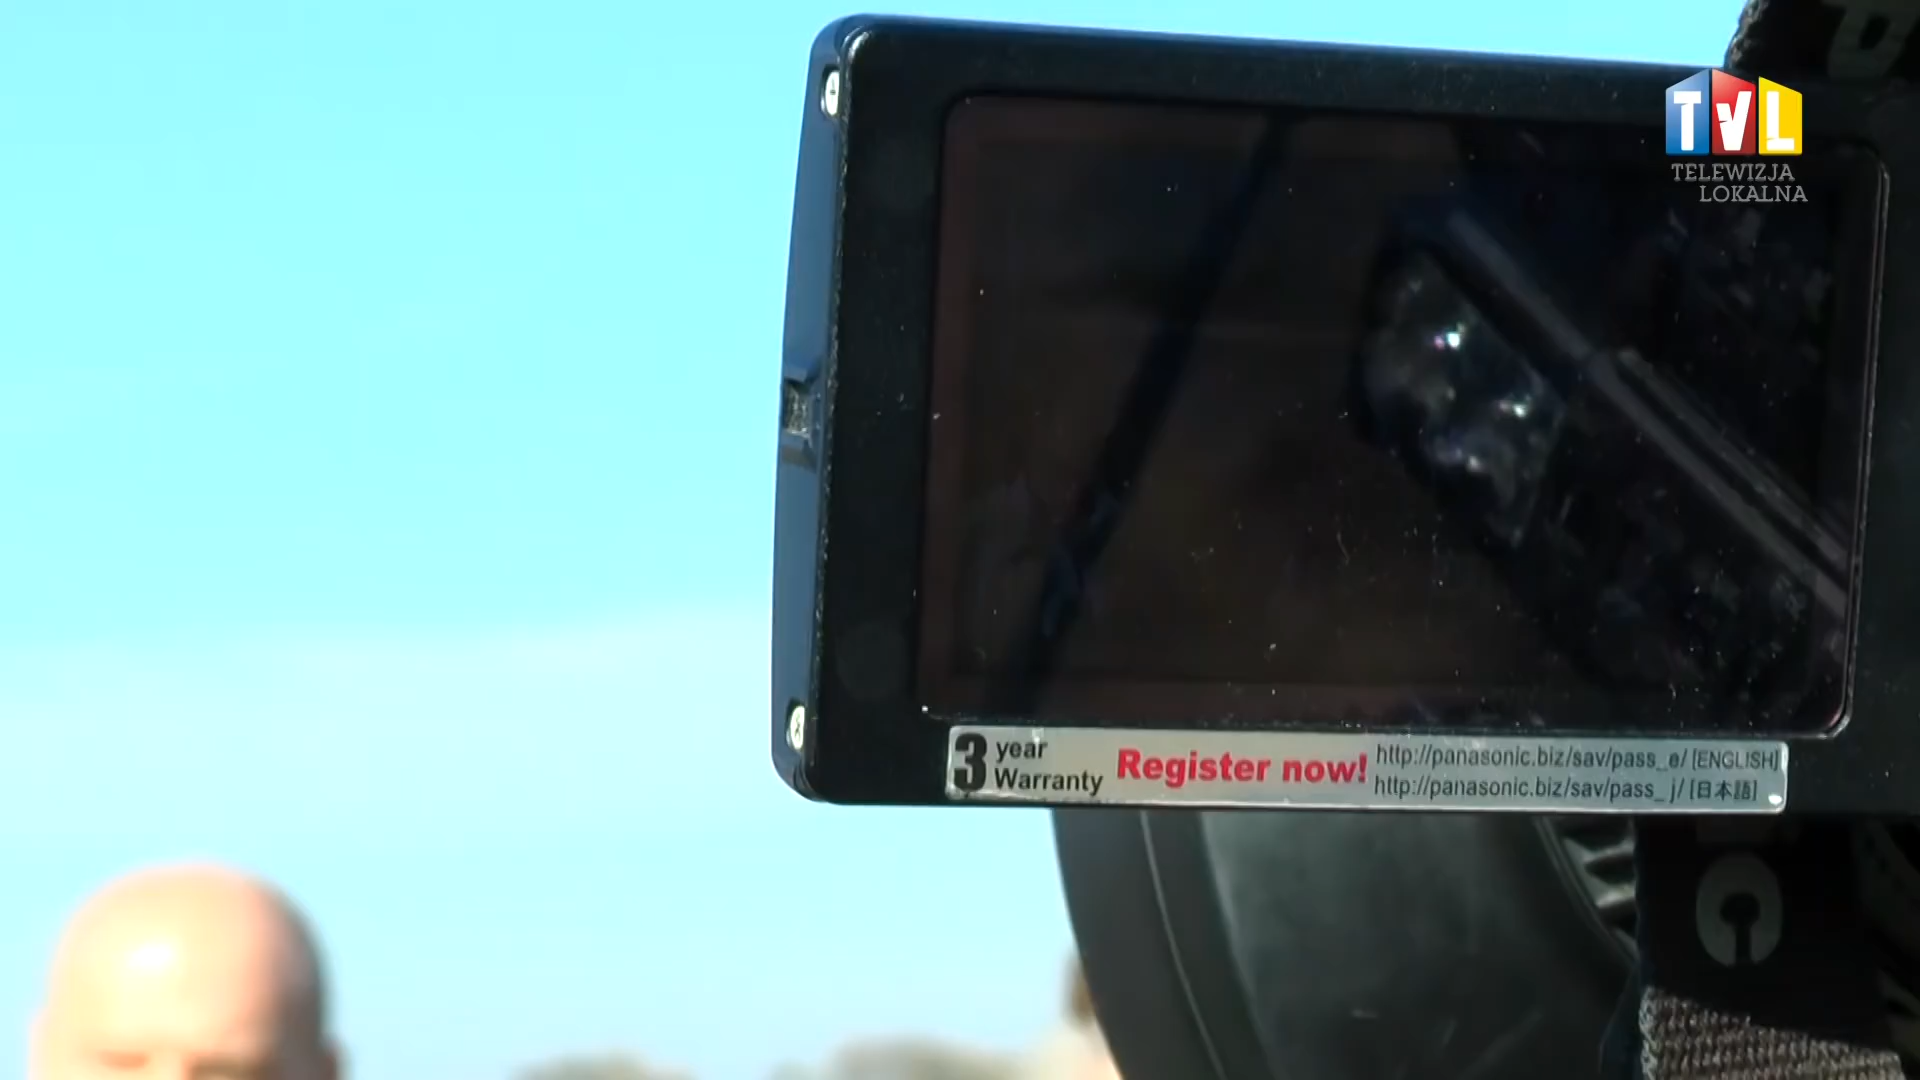 TVL
TELEWIZJA
LOKALNA
3 year
Warranty
Register now!
http://panasonic.biz/sav/pass_e/ [ENGLISH]
http://panasonic.biz/sav/pass_j/ [日本語]